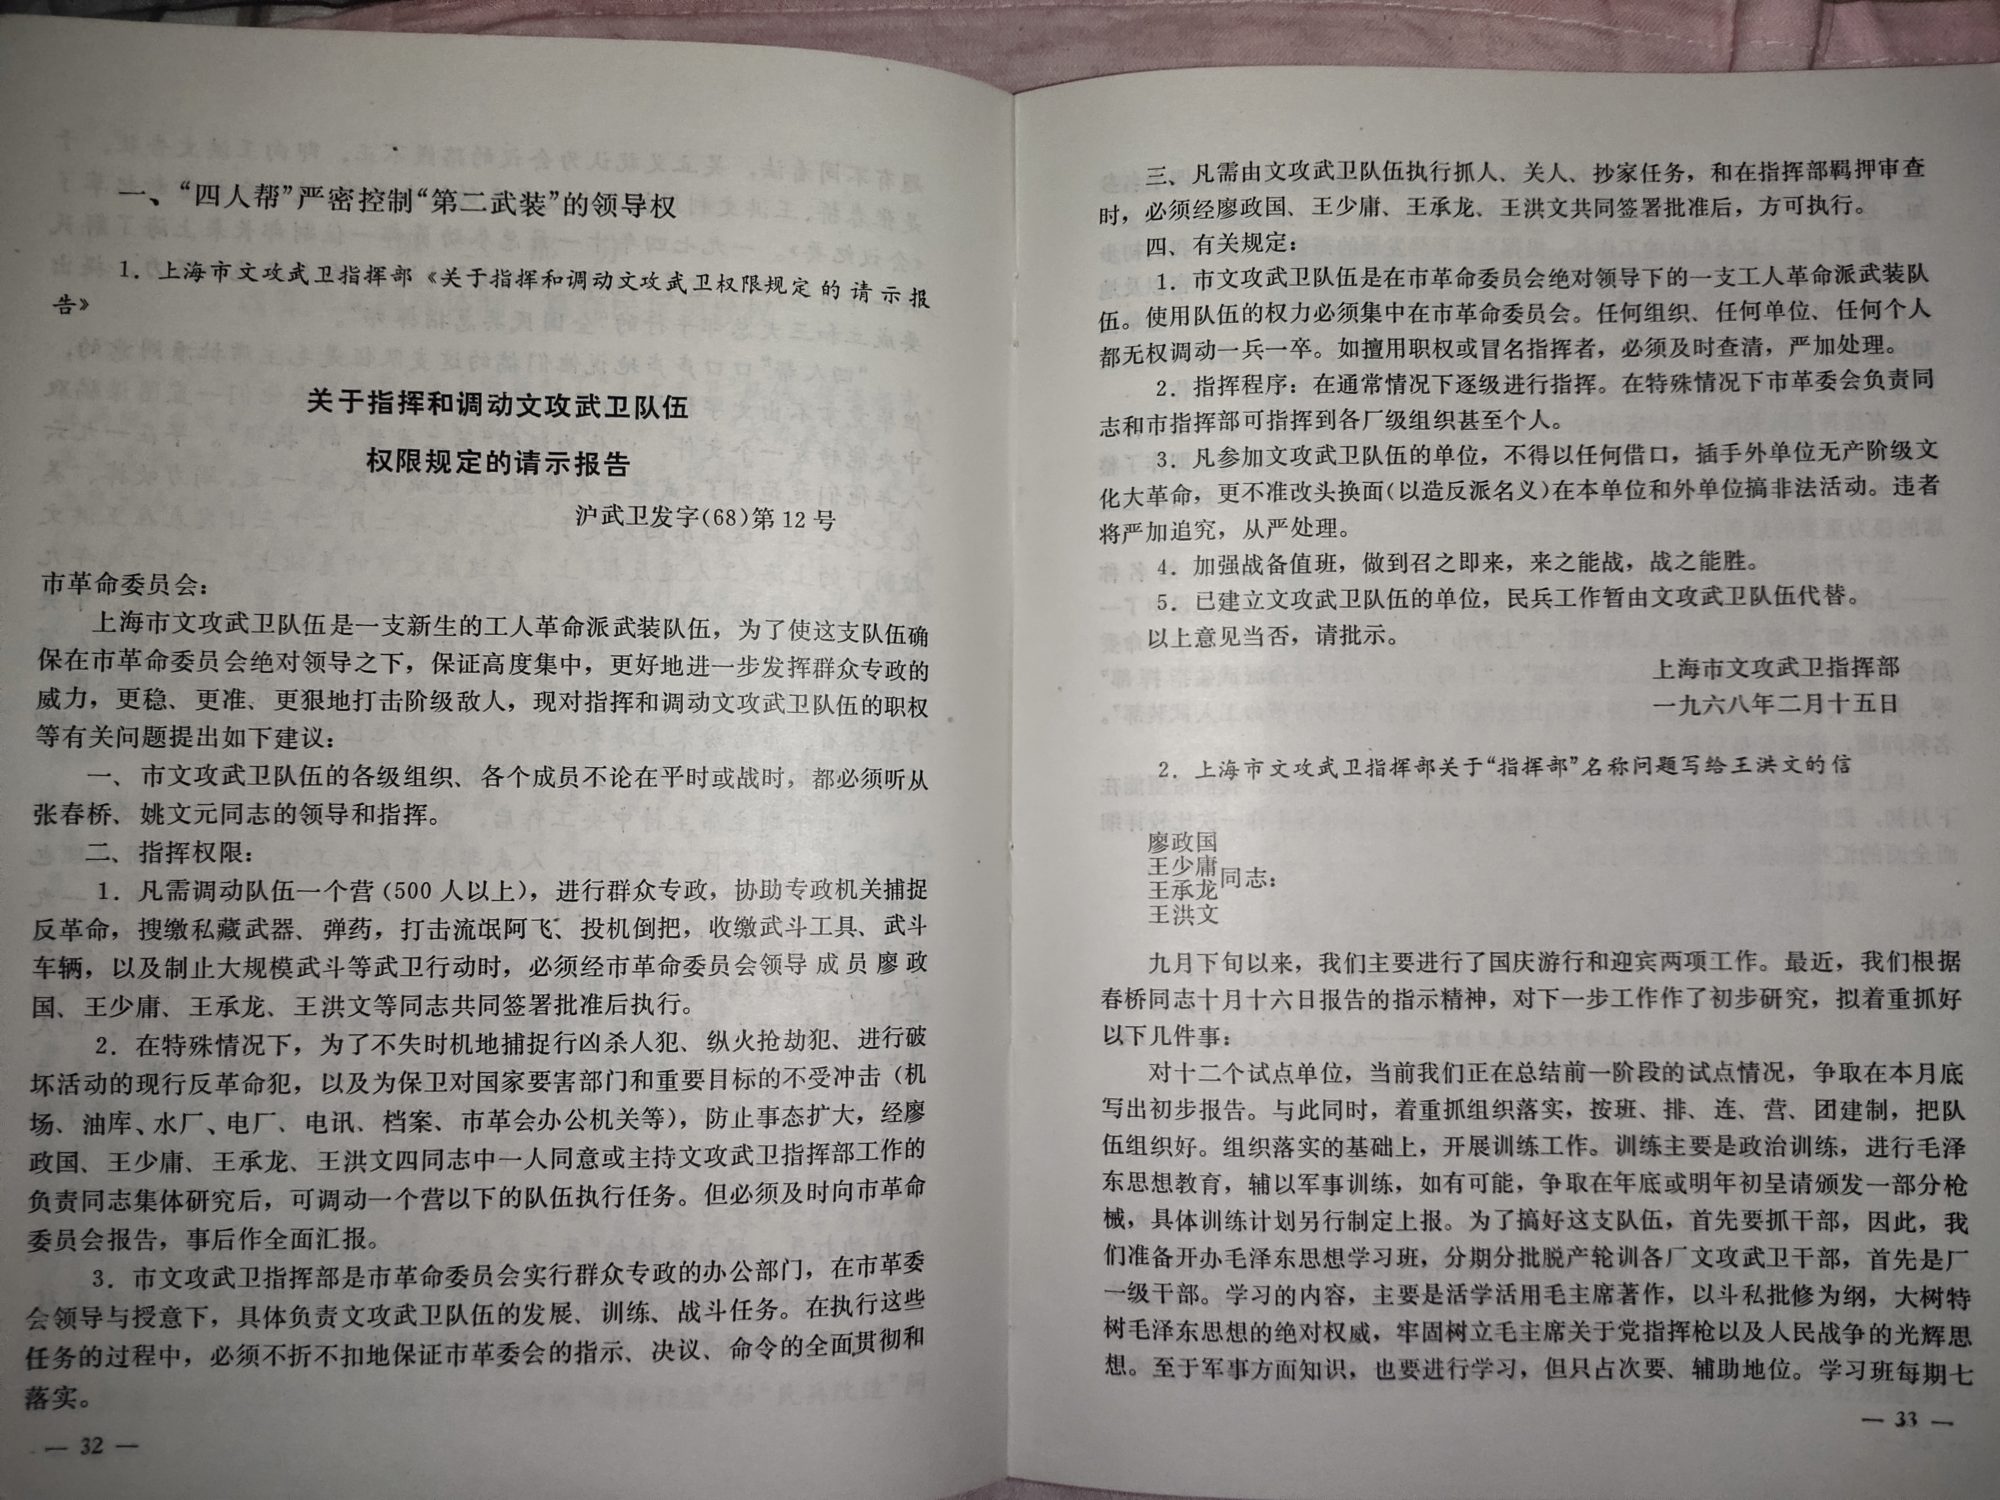 一、“四人帮”严密控制“第二武装”的领导权
1．上海市文攻武卫指挥部《关于指挥和调动文攻武卫权限规定的请示报
告》
关于指挥和调动文攻武卫队伍
权限规定的请示报告
沪武卫发字(68)第12号
市革命委员会：
上海市文攻武卫队伍是一支新生的工人革命派武装队伍，为了使这支队伍确
保在市革命委员会绝对领导之下，保证高度集中，更好地进一步发挥群众专政的
威力，更稳、更准、更狠地打击阶级敌人，现对指挥和调动文攻武卫队伍的职权
等有关问题提出如下建议：
一、市文攻武卫队伍的各级组织、各个成员不论在平时或战时，都必须听从
张春桥、姚文元同志的领导和指挥。
二、指挥权限：
1．凡需调动队伍一个营(500人以上)，进行群众专政，协助专政机关捕捉
反革命，搜缴私藏武器、弹药，打击流氓阿飞、投机倒把，收缴武斗工具、武斗
车辆，以及制止大规模武斗等武卫行动时，必须经市革命委员会领导成员廖政
国、王少庸、王承龙、王洪文等同志共同签署批准后执行。
2．在特殊情况下，为了不失时机地捕捉行凶杀人犯、纵火抢劫犯、进行破
坏活动的现行反革命犯，以及为保卫对国家要害部门和重要目标的不受冲击（机
场、油库、水厂、电厂、电讯、档案、市革会办公机关等)，防止事态扩大，经廖
政国、王少庸、王承龙、王洪文四同志中一人同意或主持文攻武卫指挥部工作的
负责同志集体研究后，可调动一个营以下的队伍执行任务。但必须及时向市革命
委员会报告，事后作全面汇报。
3．市文攻武卫指挥部是市革命委员会实行群众专政的办公部门，在市革委
会领导与授意下，具体负责文攻武卫队伍的发展、训练、战斗任务。在执行这些
任务的过程中，必须不折不扣地保证市革委会的指示、决议、命令的全面贯彻和
落实。
— 32 —
三、凡需由文攻武卫队伍执行抓人、关人、抄家任务，和在指挥部羁押审查
时，必须经廖政国、王少庸、王承龙、王洪文共同签署批准后，方可执行。
四、有关规定：
1．市文攻武卫队伍是在市革命委员会绝对领导下的一支工人革命派武装队
伍。使用队伍的权力必须集中在市革命委员会。任何组织、任何单位、任何个人
都无权调动一兵一卒。如擅用职权或冒名指挥者，必须及时查清，严加处理。
2．指挥程序：在通常情况下逐级进行指挥。在特殊情况下市革委会负责同
志和市指挥部可指挥到各厂级组织甚至个人。
3．凡参加文攻武卫队伍的单位，不得以任何借口，插手外单位无产阶级文
化大革命，更不准改头换面(以造反派名义)在本单位和外单位搞非法活动。违者
将严加追究，从严处理。
4．加强战备值班，做到召之即来，来之能战，战之能胜。
5．已建立文攻武卫队伍的单位，民兵工作暂由文攻武卫队伍代替。
以上意见当否，请批示。
上海市文攻武卫指挥部
一九六八年二月十五日
2．上海市文攻武卫指挥部关于“指挥部”名称问题写给王洪文的信
廖政国
王少庸
王承龙
王洪文
同志：
九月下旬以来，我们主要进行了国庆游行和迎宾两项工作。最近，我们根据
春桥同志十月十六日报告的指示精神，对下一步工作作了初步研究，拟着重抓好
以下几件事：
对十二个试点单位，当前我们正在总结前一阶段的试点情况，争取在本月底
写出初步报告。与此同时，着重抓组织落实，按班、排、连、营、团建制，把队
伍组织好。组织落实的基础上，开展训练工作。训练主要是政治训练，进行毛泽
东思想教育，辅以军事训练，如有可能，争取在年底或明年初呈请颁发一部分枪
械，具体训练计划另行制定上报。为了搞好这支队伍，首先要抓干部，因此，我
们准备开办毛泽东思想学习班，分期分批脱产轮训各厂文攻武卫干部，首先是厂
一级干部。学习的内容，主要是活学活用毛主席著作，以斗私批修为纲，大树特
树毛泽东思想的绝对权威，牢固树立毛主席关于党指挥枪以及人民战争的光辉思
想。至于军事方面知识，也要进行学习，但只占次要、辅助地位。学习班每期七
— 33 —